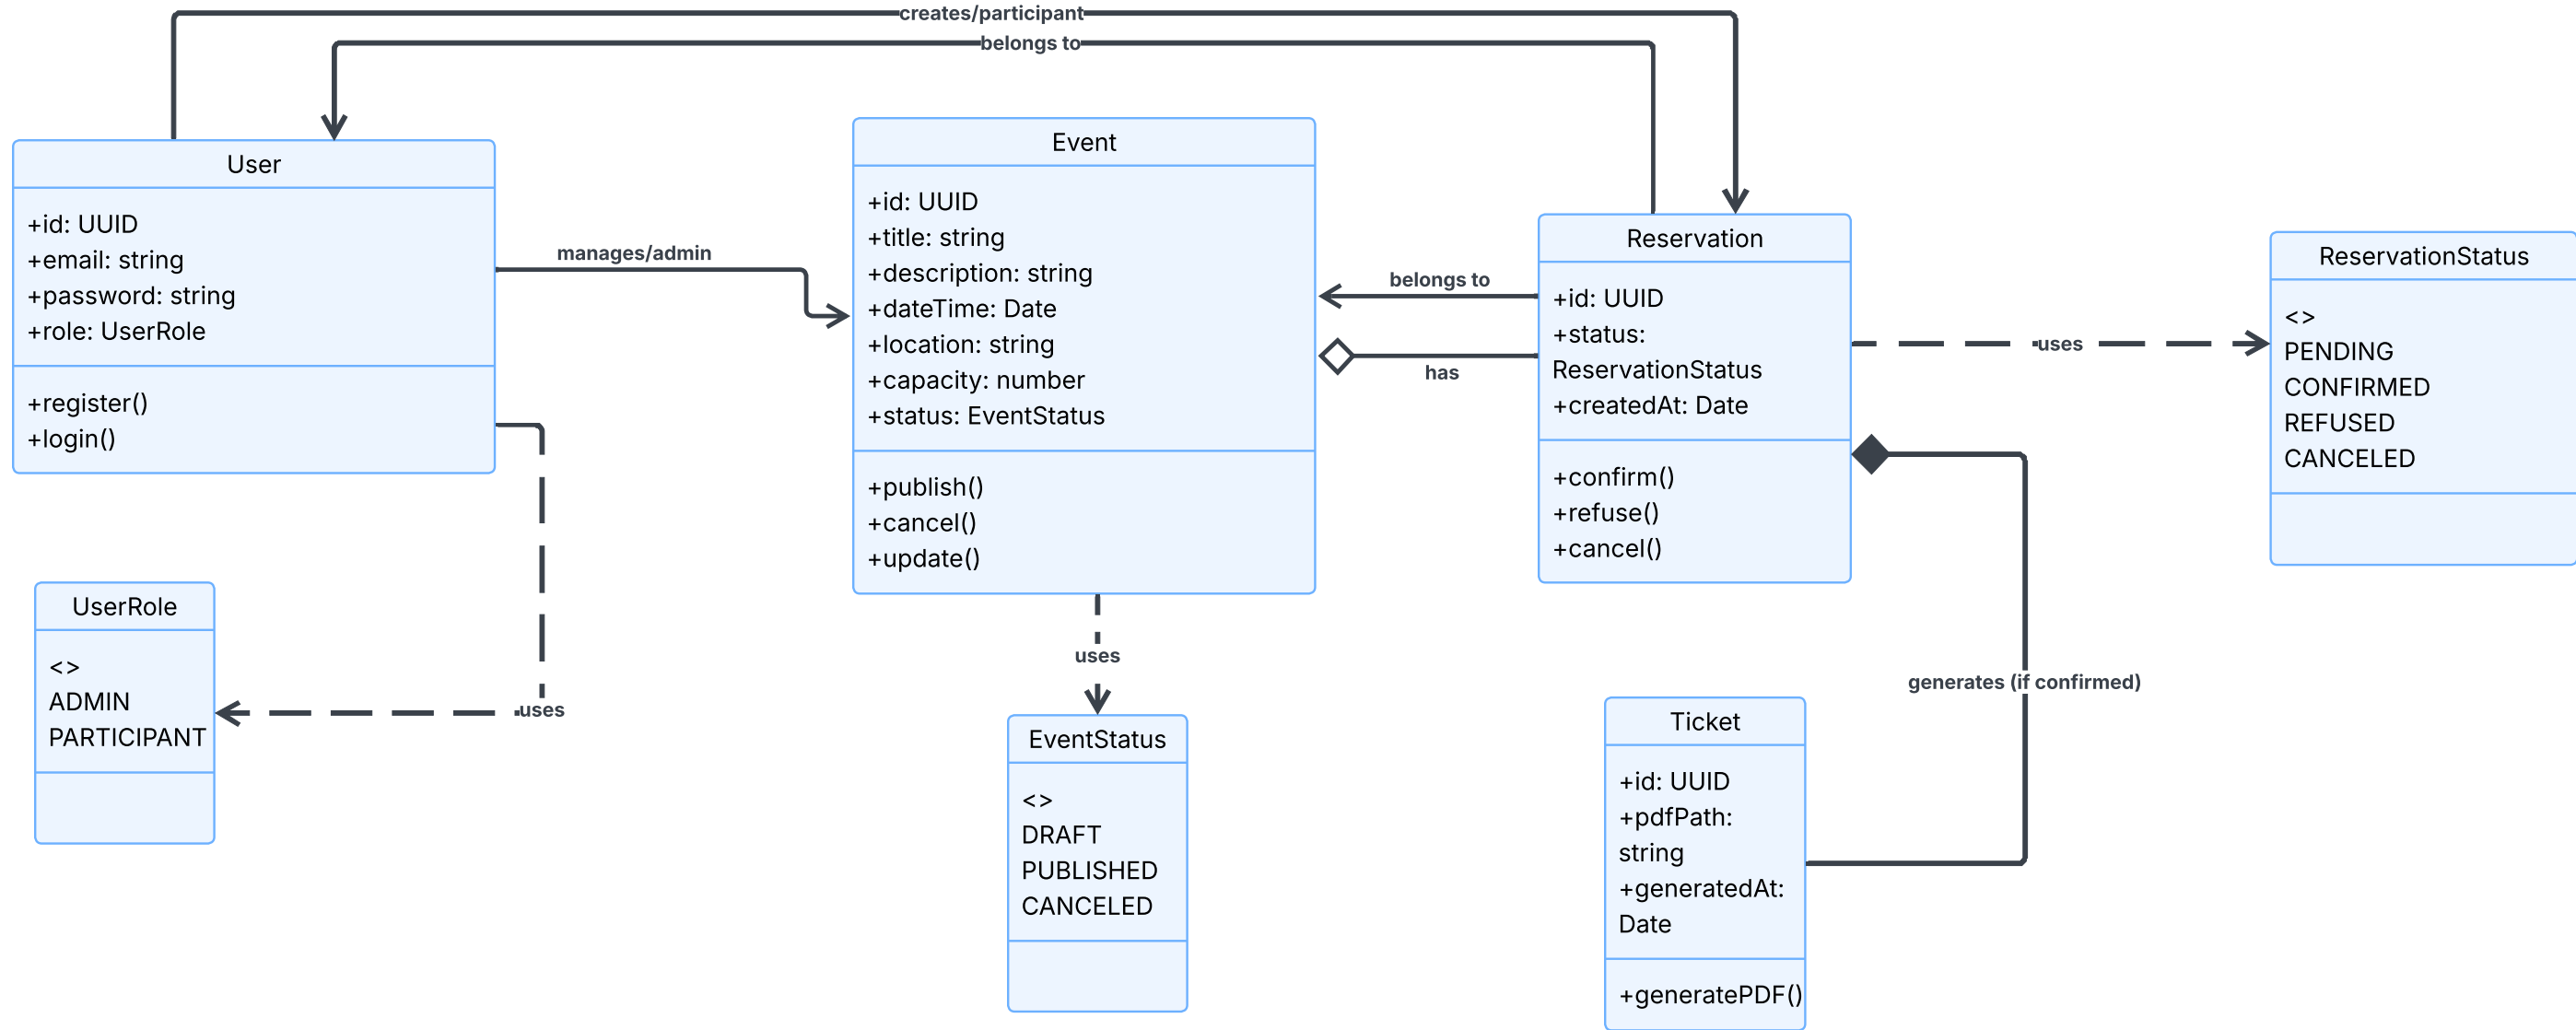 creates/participant
belongs to
User
+id: UUID
+email: string
+password: string
+role: UserRole
+register()
+login()
manages/admin
Event
+id: UUID
+title: string
+description: string
+dateTime: Date
+location: string
+capacity: number
+status: EventStatus
+publish()
+cancel()
+update()
belongs to
has
Reservation
+id: UUID
+status:
ReservationStatus
+createdAt: Date
+confirm()
+refuse()
+cancel()
uses
ReservationStatus
<>
PENDING
CONFIRMED
REFUSED
CANCELED
UserRole
<>
ADMIN
PARTICIPANT
uses
uses
EventStatus
<>
DRAFT
PUBLISHED
CANCELED
generates (if confirmed)
Ticket
+id: UUID
+pdfPath:
string
+generatedAt:
Date
+generatePDF()